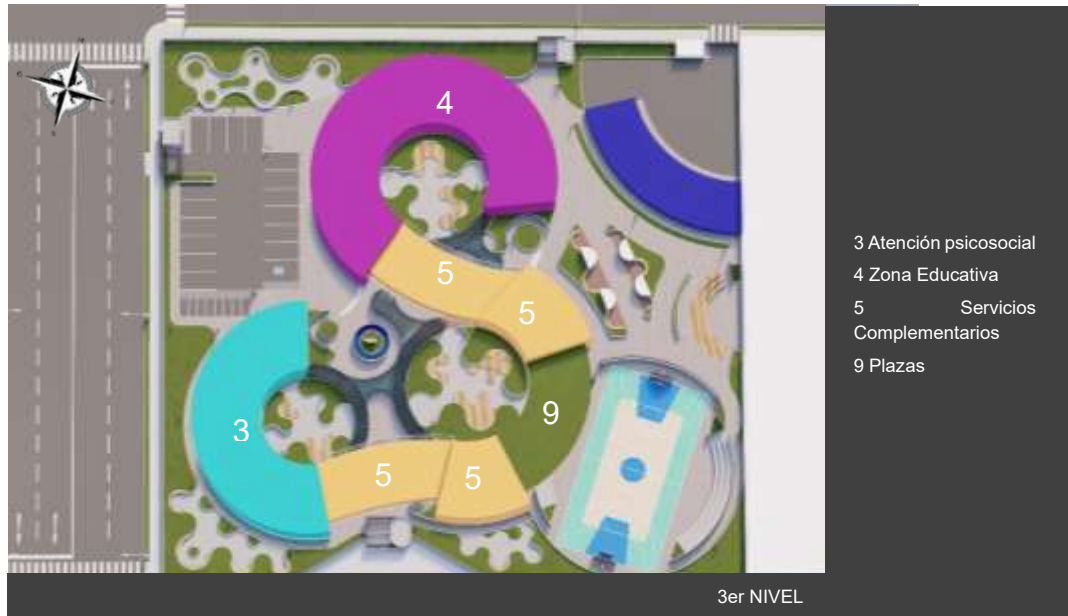 4
5
5
9
3
5
5
3 Atención psicosocial
4 Zona Educativa
5 Servicios
Complementarios
9 Plazas
3er NIVEL